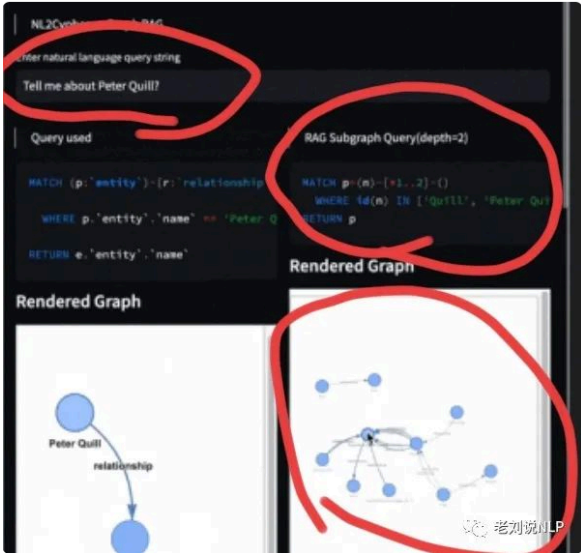 Graph RAG
Enter natural language query string
Tell me about Peter Quill?
Query used
MATCH (p:`entity`)-[r:`relationship
WHERE p.`entity`.`name` == 'Peter Q
RETURN e.`entity`.`name`
Rendered Graph
Peter Quill
relationship
RAG Subgraph Query(depth=2)
MATCH p=(n)-[*1..2]-()
WHERE id(n) IN ['Quill', 'Peter Qui
RETURN p
Rendered Graph
老刘说NLP